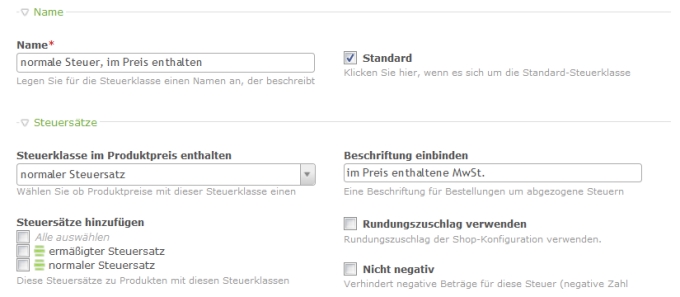 Name
Name*
normale Steuer, im Preis enthalten
Legen Sie für die Steuerklasse einen Namen an, der beschreibt
Standard
Klicken Sie hier, wenn es sich um die Standard-Steuerklasse
Steuersätze
Steuerklasse im Produktpreis enthalten
normaler Steuersatz
Wählen Sie ob Produktpreise mit dieser Steuerklasse einen
Beschriftung einbinden
im Preis enthaltene MwSt.
Eine Beschriftung für Bestellungen um abgezogene Steuern
Steuersätze hinzufügen
Alle auswählen
ermäßigter Steuersatz
normaler Steuersatz
Diese Steuersätze zu Produkten mit diesen Steuerklassen
Rundungszuschlag verwenden
Rundungszuschlag der Shop-Konfiguration verwenden.
Nicht negativ
Verhindert negative Beträge für diese Steuer (negative Zahl